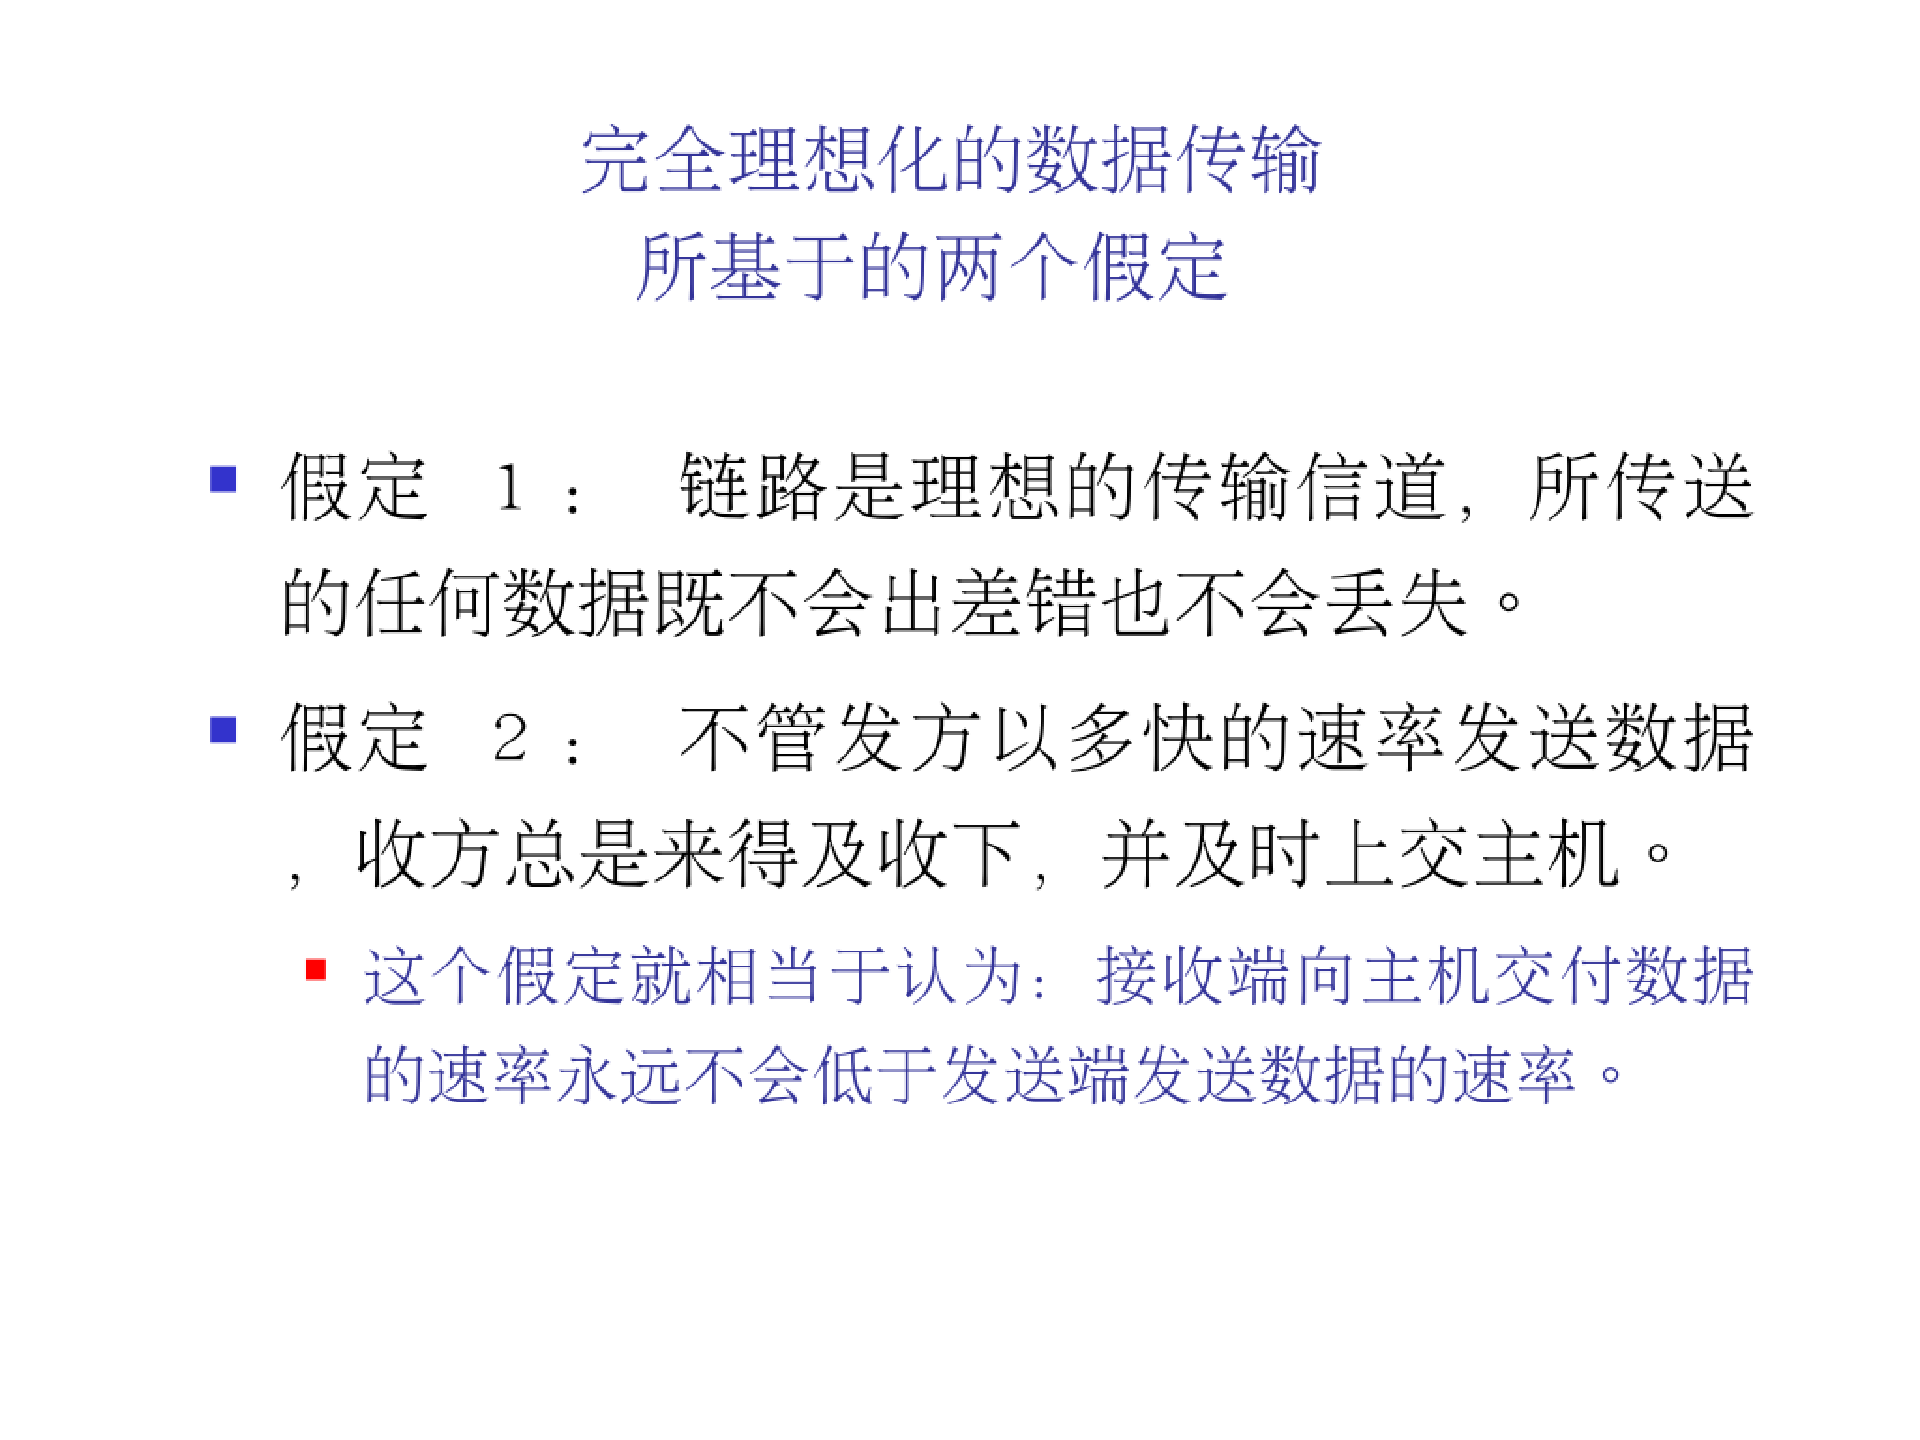 完全理想化的数据传输
所基于的两个假定
假定 1： 链路是理想的传输信道，所传送
的任何数据既不会出差错也不会丢失。
假定 2： 不管发方以多快的速率发送数据
，收方总是来得及收下，并及时上交主机。
这个假定就相当于认为：接收端向主机交付数据
的速率永远不会低于发送端发送数据的速率。